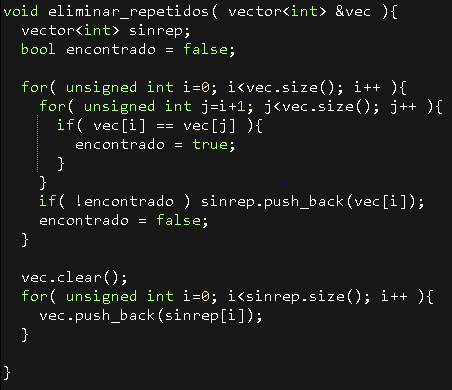 void eliminar_repetidos( vector<int> &vec ){
  vector<int> sinrep;
  bool encontrado = false;

  for( unsigned int i=0; i<vec.size(); i++ ){
    for( unsigned int j=i+1; j<vec.size(); j++ ){
      if( vec[i] == vec[j] ){
        encontrado = true;
      }
    }
    if( !encontrado ) sinrep.push_back(vec[i]);
    encontrado = false;
  }

  vec.clear();
  for( unsigned int i=0; i<sinrep.size(); i++ ){
    vec.push_back(sinrep[i]);
  }

}